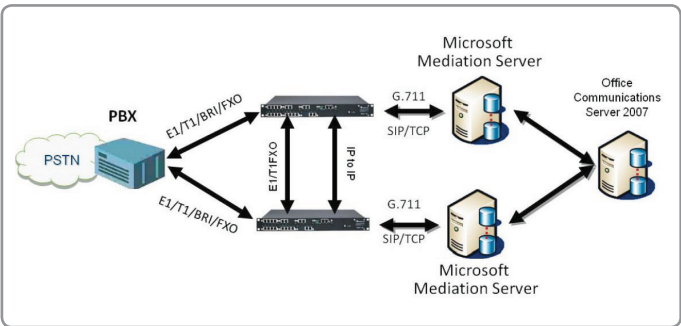 Microsoft
Mediation Server
Office
Communications
Server 2007
PBX
PSTN
E1/T1/BRI/FXO
G.711
SIP/TCP
E1/T1FXO
IP to IP
E1/T1/BRI/FXO
G.711
SIP/TCP
Microsoft
Mediation Server